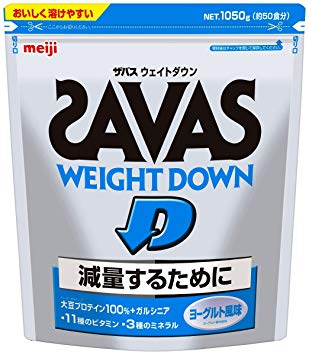 おいしく溶けやすい
NET.1050g(約50食分)
meiji
ザバス ウェイトダウン
SAVAS
WEIGHT DOWN
減量するために
大豆プロテイン100%+ガルシニア
・11種のビタミン・3種のミネラル
ヨーグルト風味